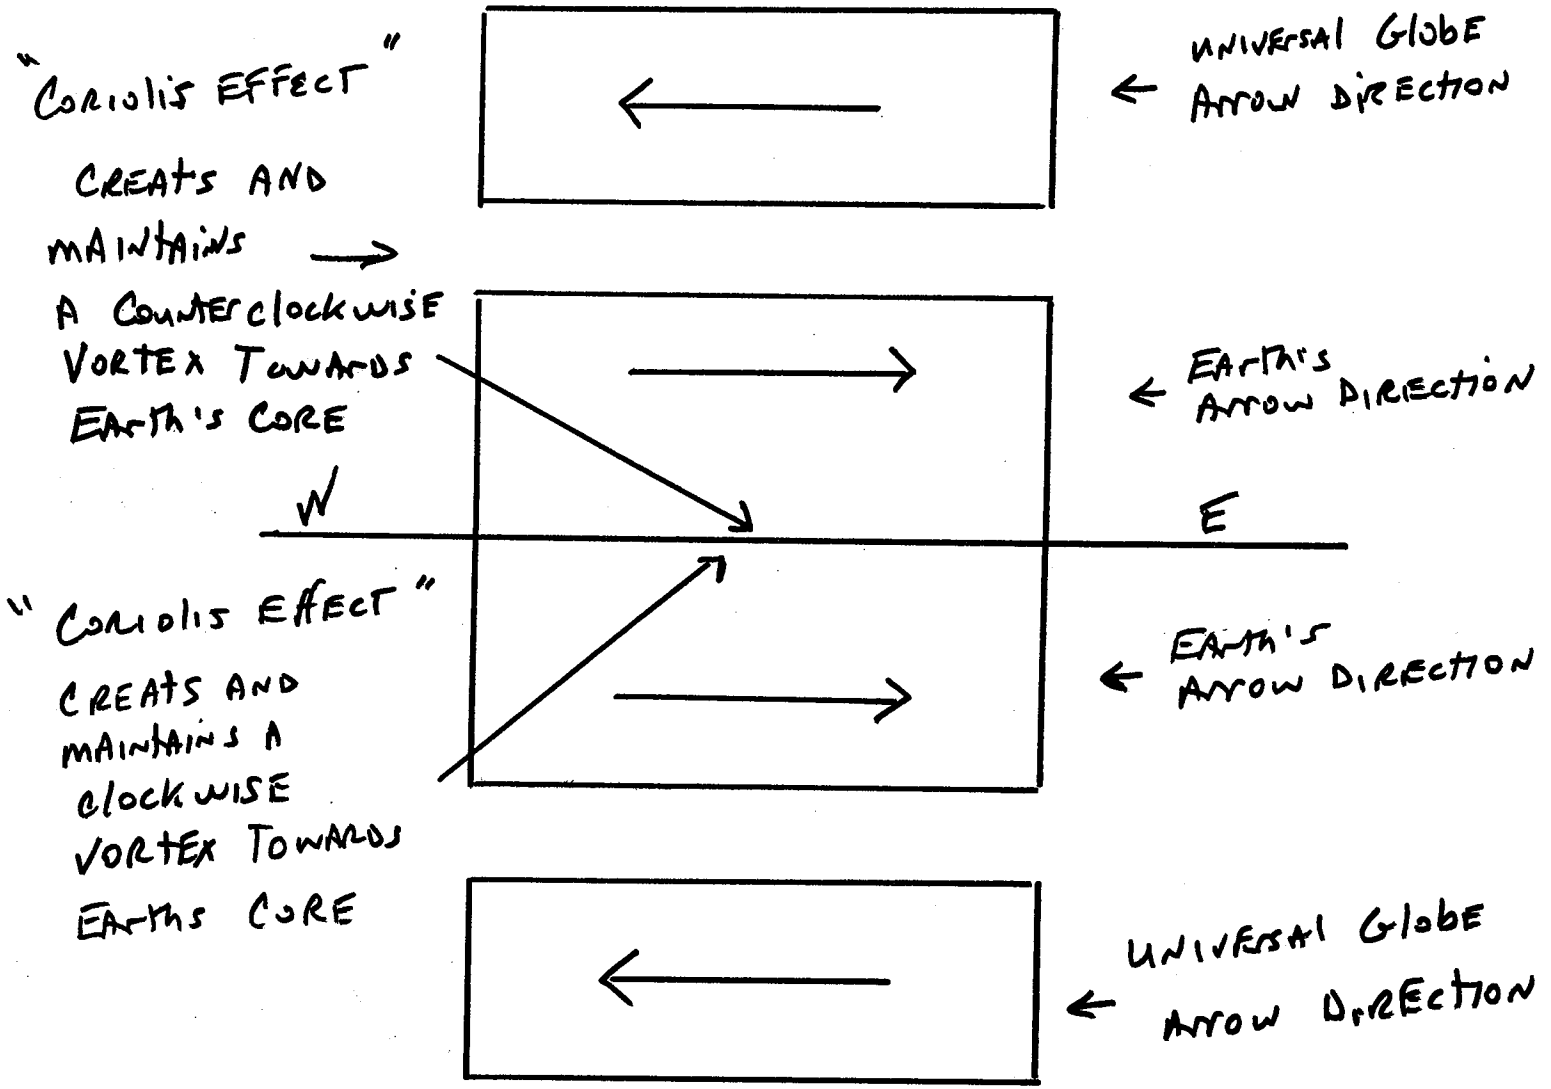 "Coriolis EFFECT"
CREAtS AND
MAINtAiNS
A CounterclockwiSE
VORtEX TowArDS
EArTh's CORE
W
"Coriolis EffECT"
CREAtS AND
MAINtAINS A
clockwiSE
VORtEX TOWARDS
EArThs CORE
UNIVErSAl GlobE
Arrow DiRECtION
EArTh's
Arrow DIRECtiON
E
EArTh's
Arrow DIRECtION
UNIVErSAl GlobE
Arrow DIREctION